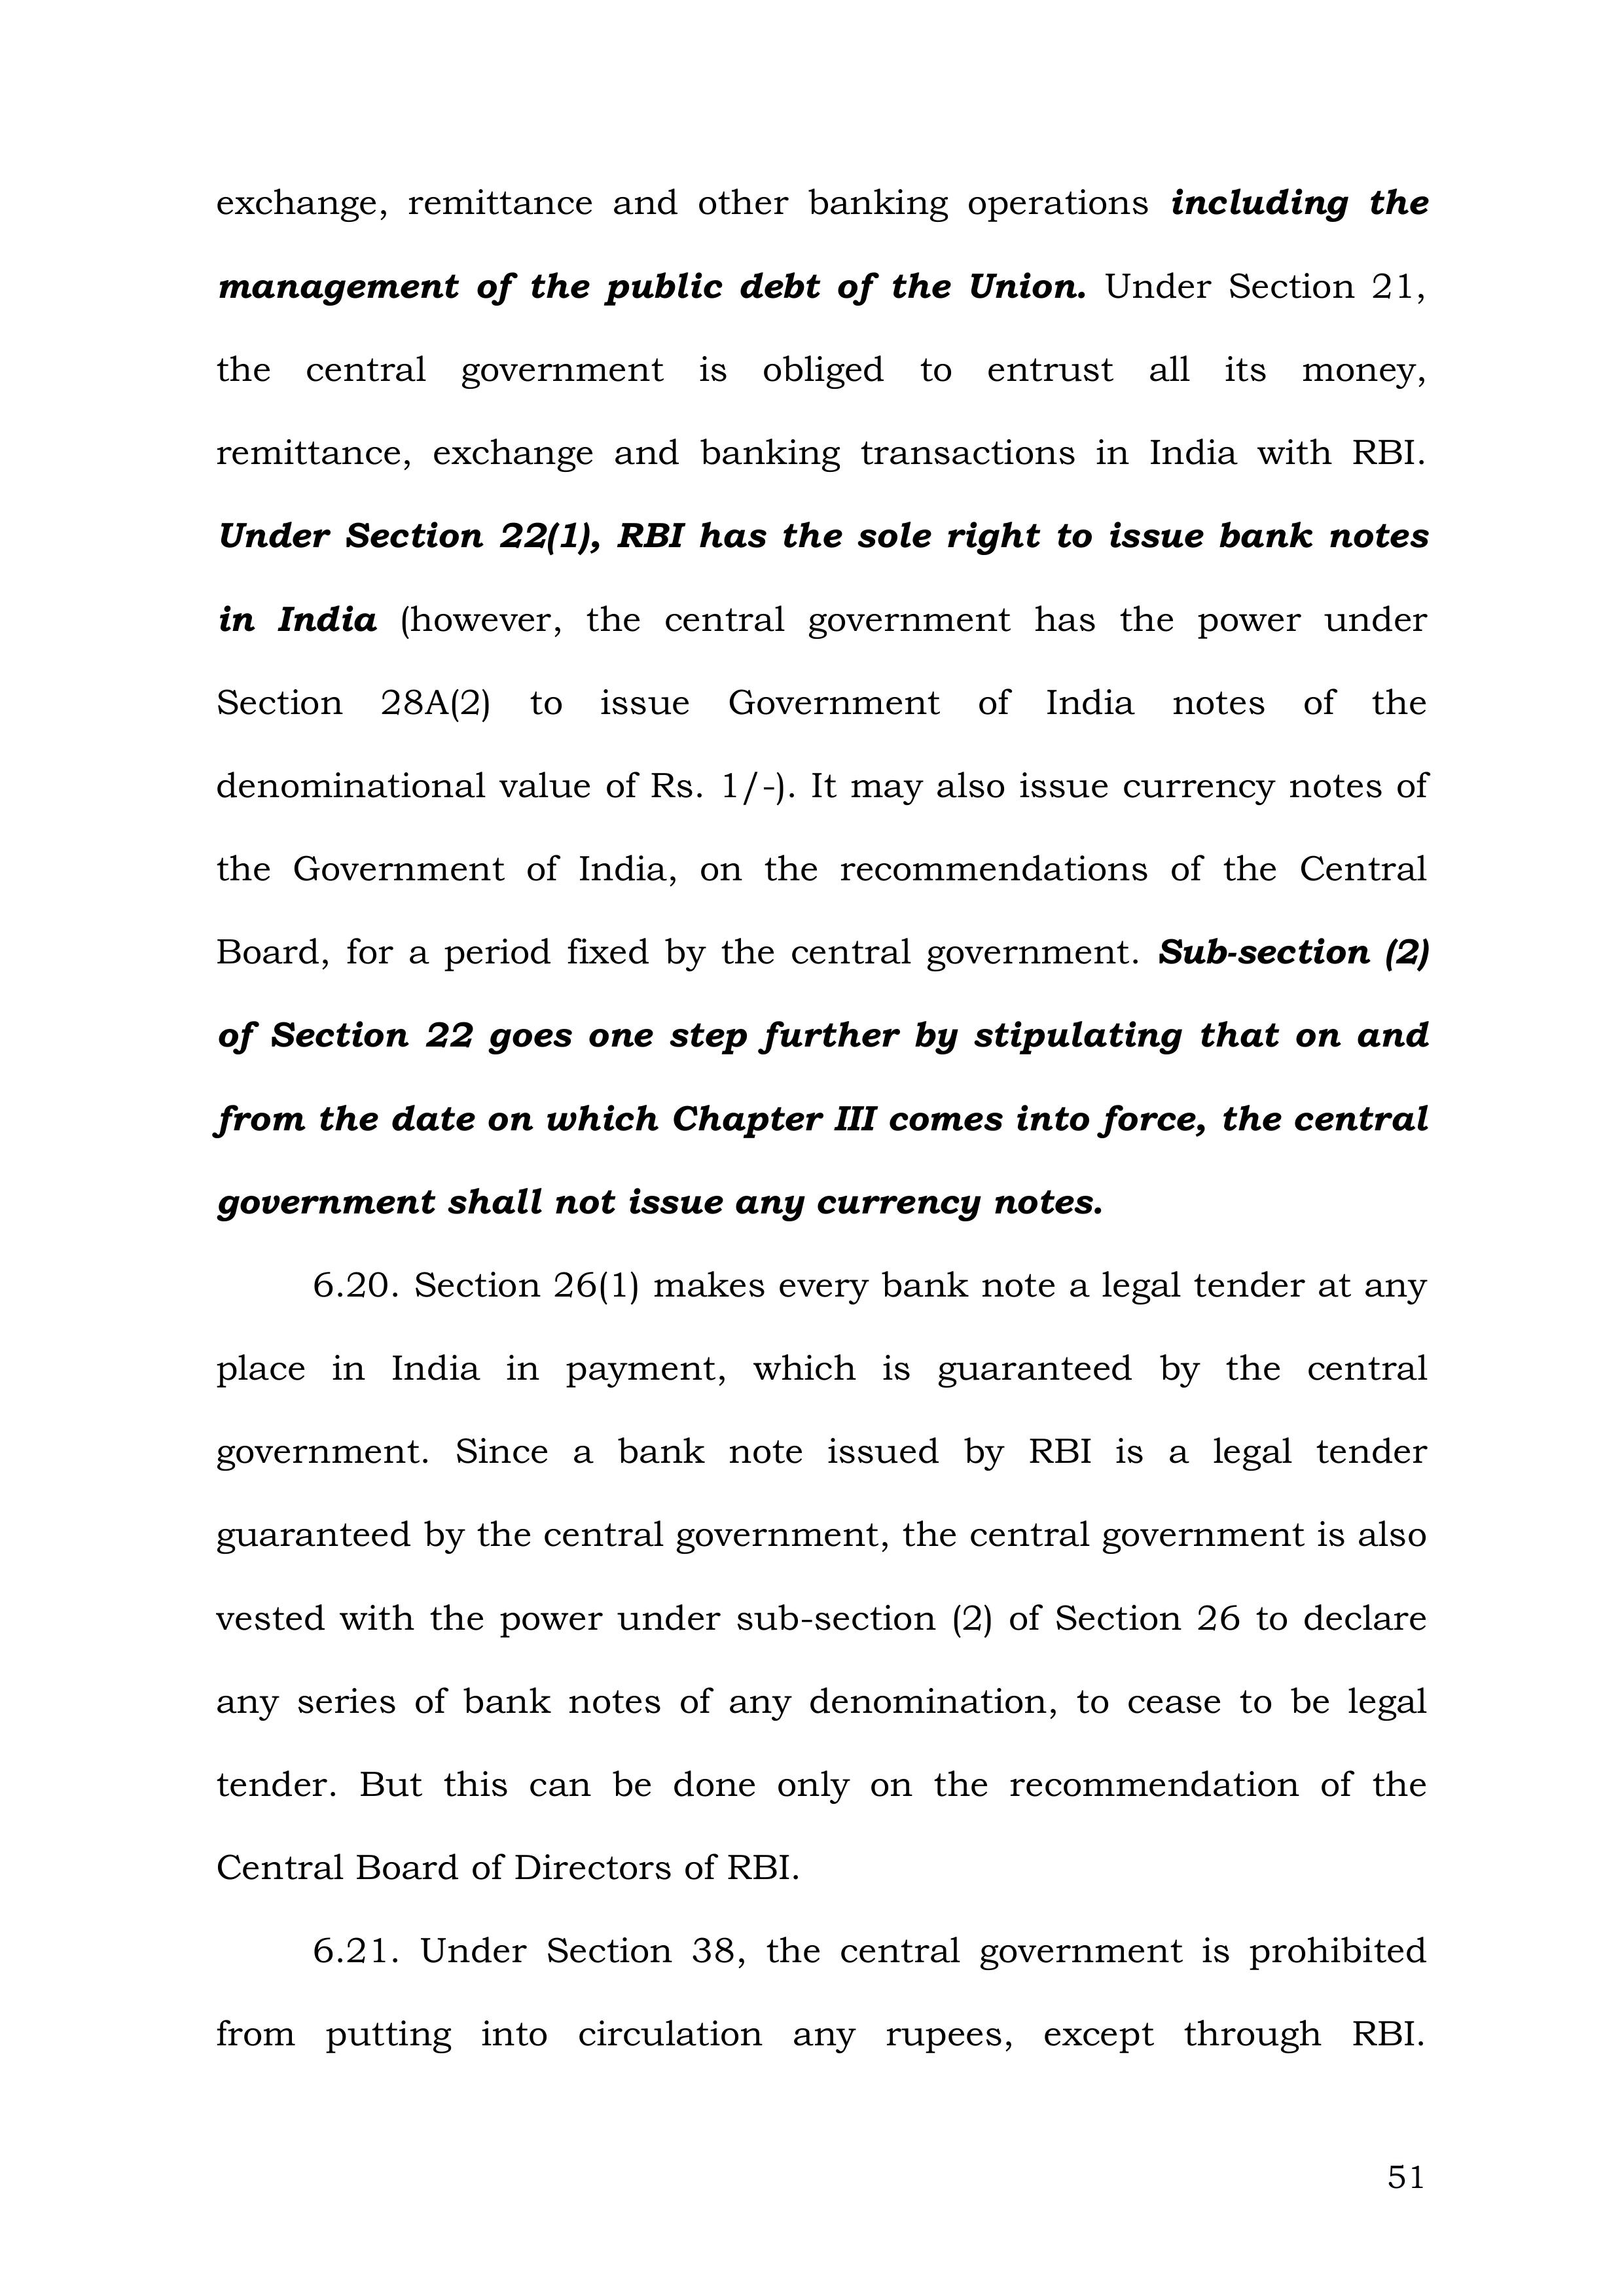 exchange, remittance and other banking operations including the
management of the public debt of the Union. Under Section 21,
the central government is obliged to entrust all its money,
remittance, exchange and banking transactions in India with RBI.
Under Section 22(1), RBI has the sole right to issue bank notes
in India (however, the central government has the power under
Section 28A(2) to issue Government of India notes of the
denominational value of Rs. 1/-). It may also issue currency notes of
the Government of India, on the recommendations of the Central
Board, for a period fixed by the central government. Sub-section (2)
of Section 22 goes one step further by stipulating that on and
from the date on which Chapter III comes into force, the central
government shall not issue any currency notes.
6.20. Section 26(1) makes every bank note a legal tender at any
place in India in payment, which is guaranteed by the central
government. Since a bank note issued by RBI is a legal tender
guaranteed by the central government, the central government is also
vested with the power under sub-section (2) of Section 26 to declare
any series of bank notes of any denomination, to cease to be legal
tender. But this can be done only on the recommendation of the
Central Board of Directors of RBI.
6.21. Under Section 38, the central government is prohibited
from putting into circulation any rupees, except through RBI.
51